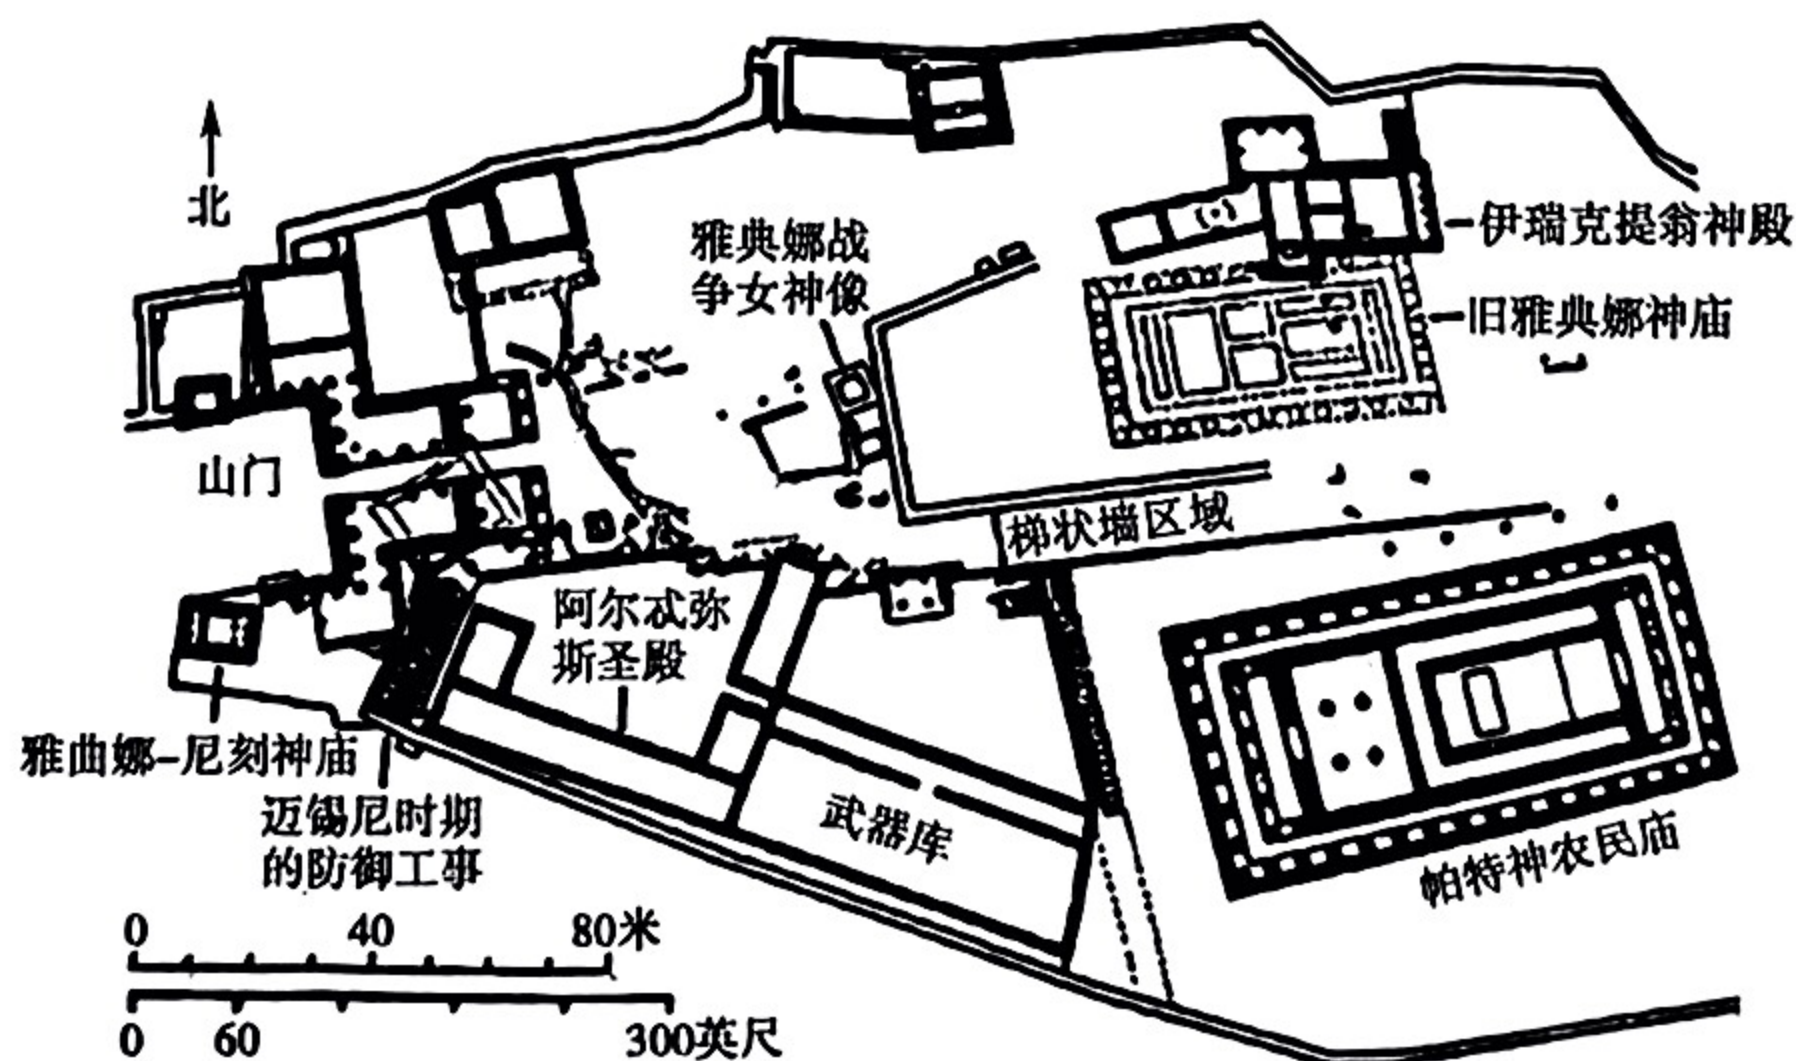 北
雅典娜战
争女神像
伊瑞克提翁神殿
旧雅典娜神庙
山门
梯状墙区域
阿尔忒弥
斯圣殿
雅曲娜-尼刻神庙
迈锡尼时期
的防御工事
武器库
帕特神农民庙
0 40 80米
0 60 300英尺